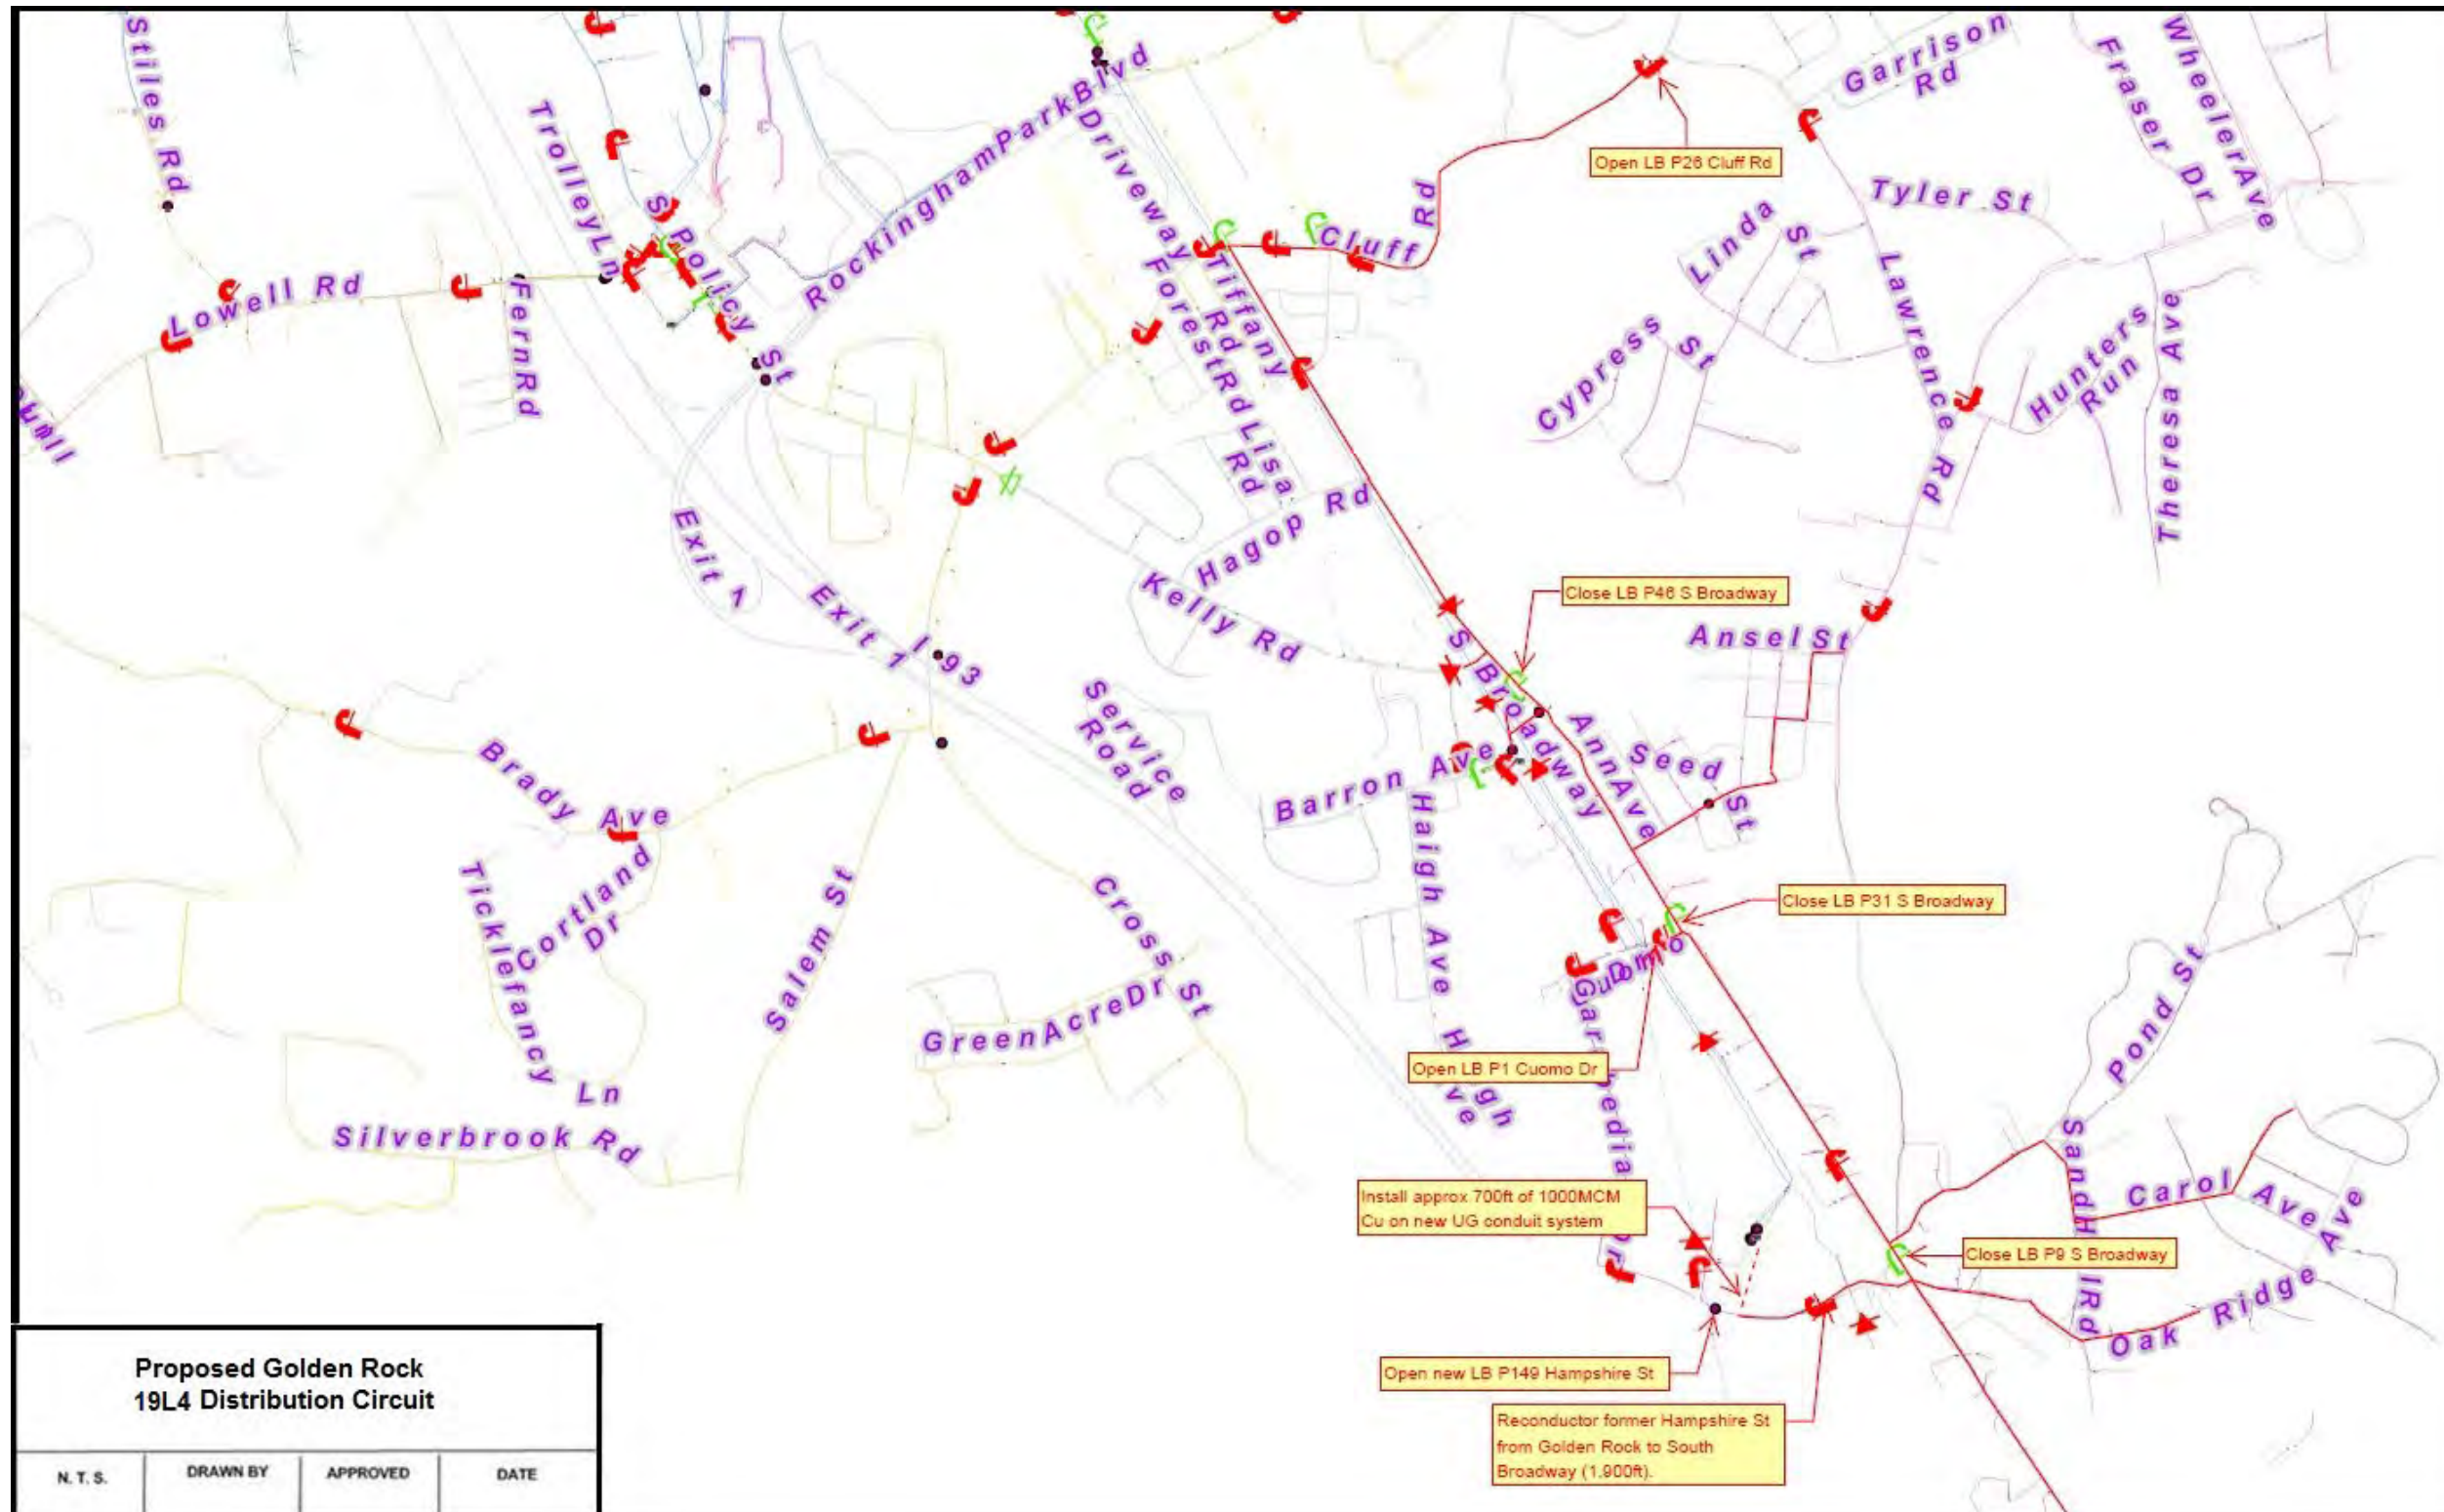 Stiles Rd
Lowell Rd
Fern Rd
Trolley Ln
S Policy St
Rockingham Park Blvd
Driveway
Forest Rd
Tiffany Rd
Cluff Rd
Open LB P26 Cluff Rd
Garrison Rd
Fraser Dr
Wheeler Ave
Tyler St
Linda St
Cypress St
Lawrence Rd
Hunters Run
Theresa Ave
Lisa Rd
Hagop Rd
Kelly Rd
Exit 1
Exit 1
I 93
Service Road
Close LB P46 S Broadway
Ansel St
S Broadway
Ann Ave
Seed St
Barron Ave
Haigh Ave
Haigh Ave
Brady Ave
Cortland Dr
Ticklefancy Ln
Salem St
Cross St
Green Acre Dr
Silverbrook Rd
Close LB P31 S Broadway
Cuomo Dr
Open LB P1 Cuomo Dr
Pond St
Sand Hill Rd
Carol Ave
Oak Ridge Ave
Install approx 700ft of 1000MCM
Cu on new UG conduit system
Close LB P9 S Broadway
Open new LB P149 Hampshire St
Reconductor former Hampshire St
from Golden Rock to South
Broadway (1,900ft).
Proposed Golden Rock
19L4 Distribution Circuit
N. T. S.
DRAWN BY
APPROVED
DATE